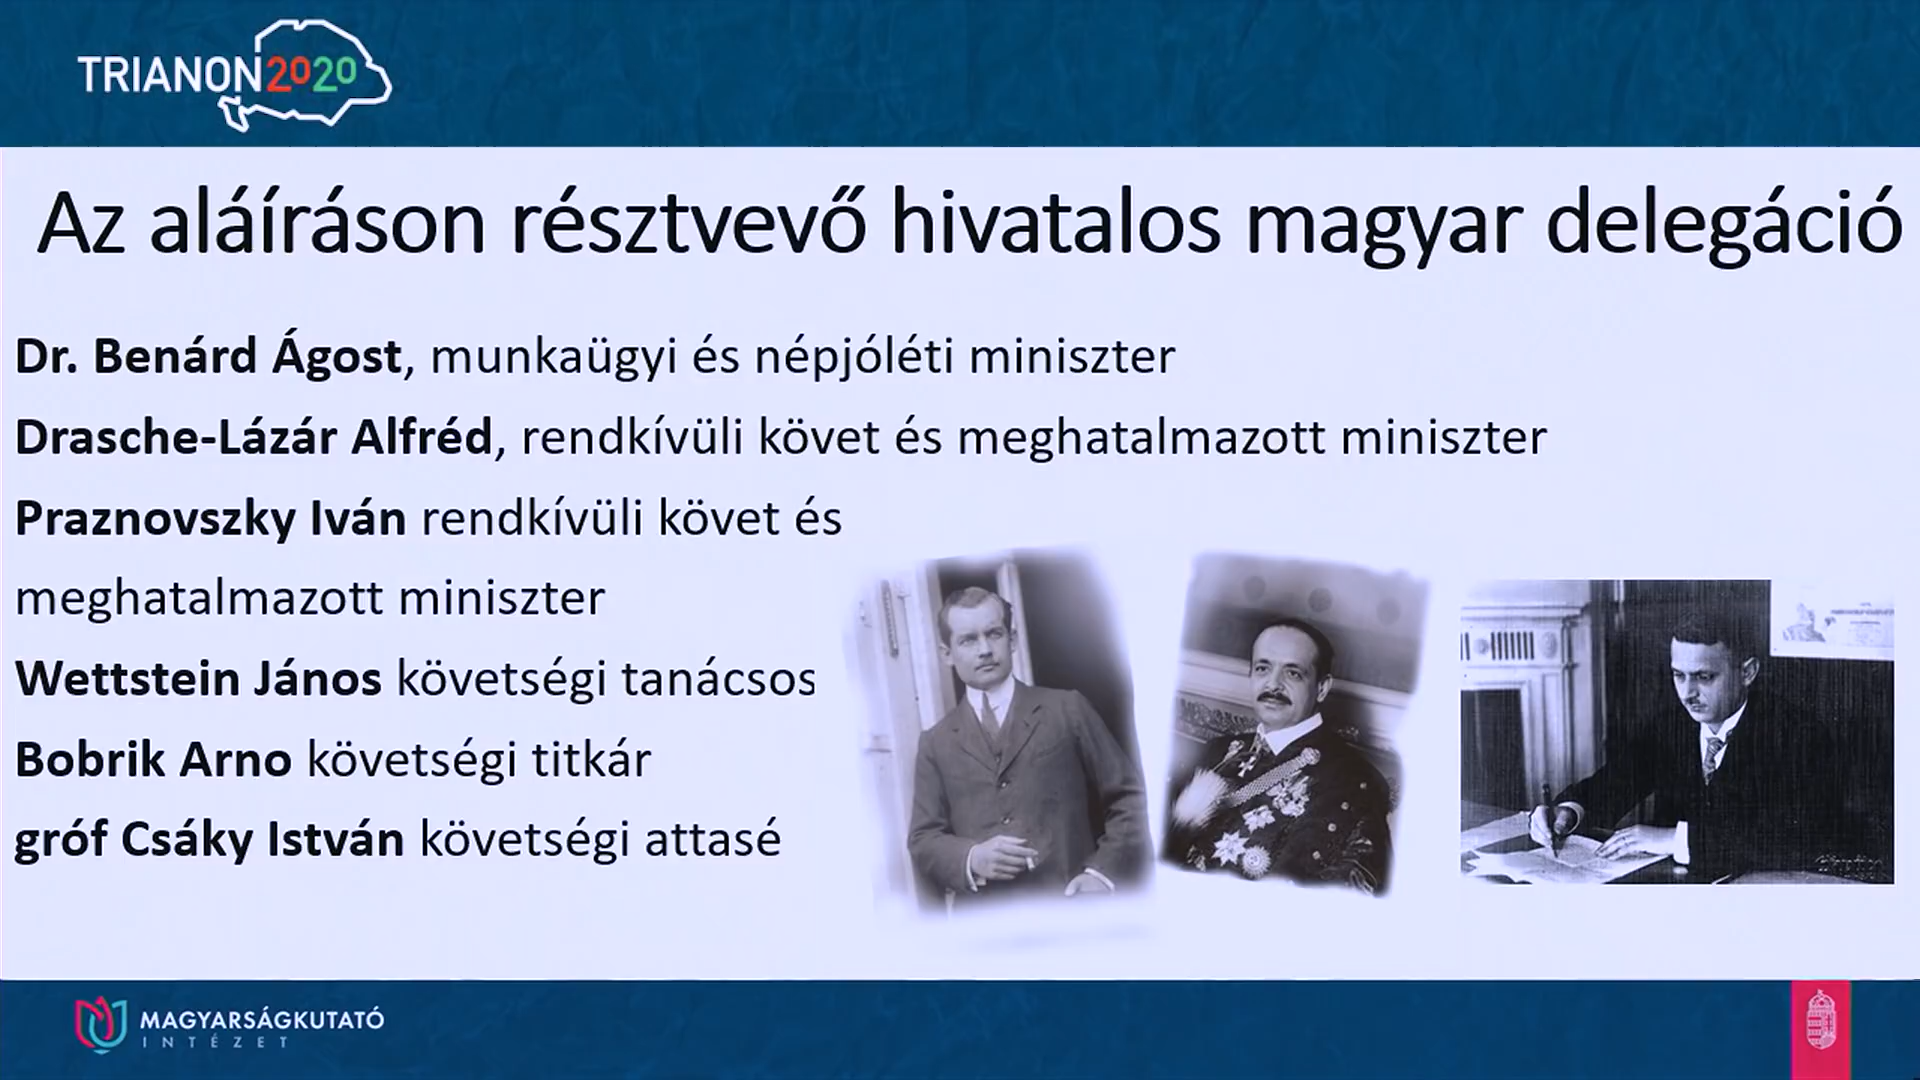 TRIANON2020
Az aláíráson résztvevő hivatalos magyar delegáció
Dr. Benárd Ágost, munkaügyi és népjóléti miniszter
Drasche-Lázár Alfréd, rendkívüli követ és meghatalmazott miniszter
Praznovszky Iván rendkívüli követ és
meghatalmazott miniszter
Wettstein János követségi tanácsos
Bobrik Arno követségi titkár
gróf Csáky István követségi attasé
MAGYARSÁGKUTATÓ
INTÉZET